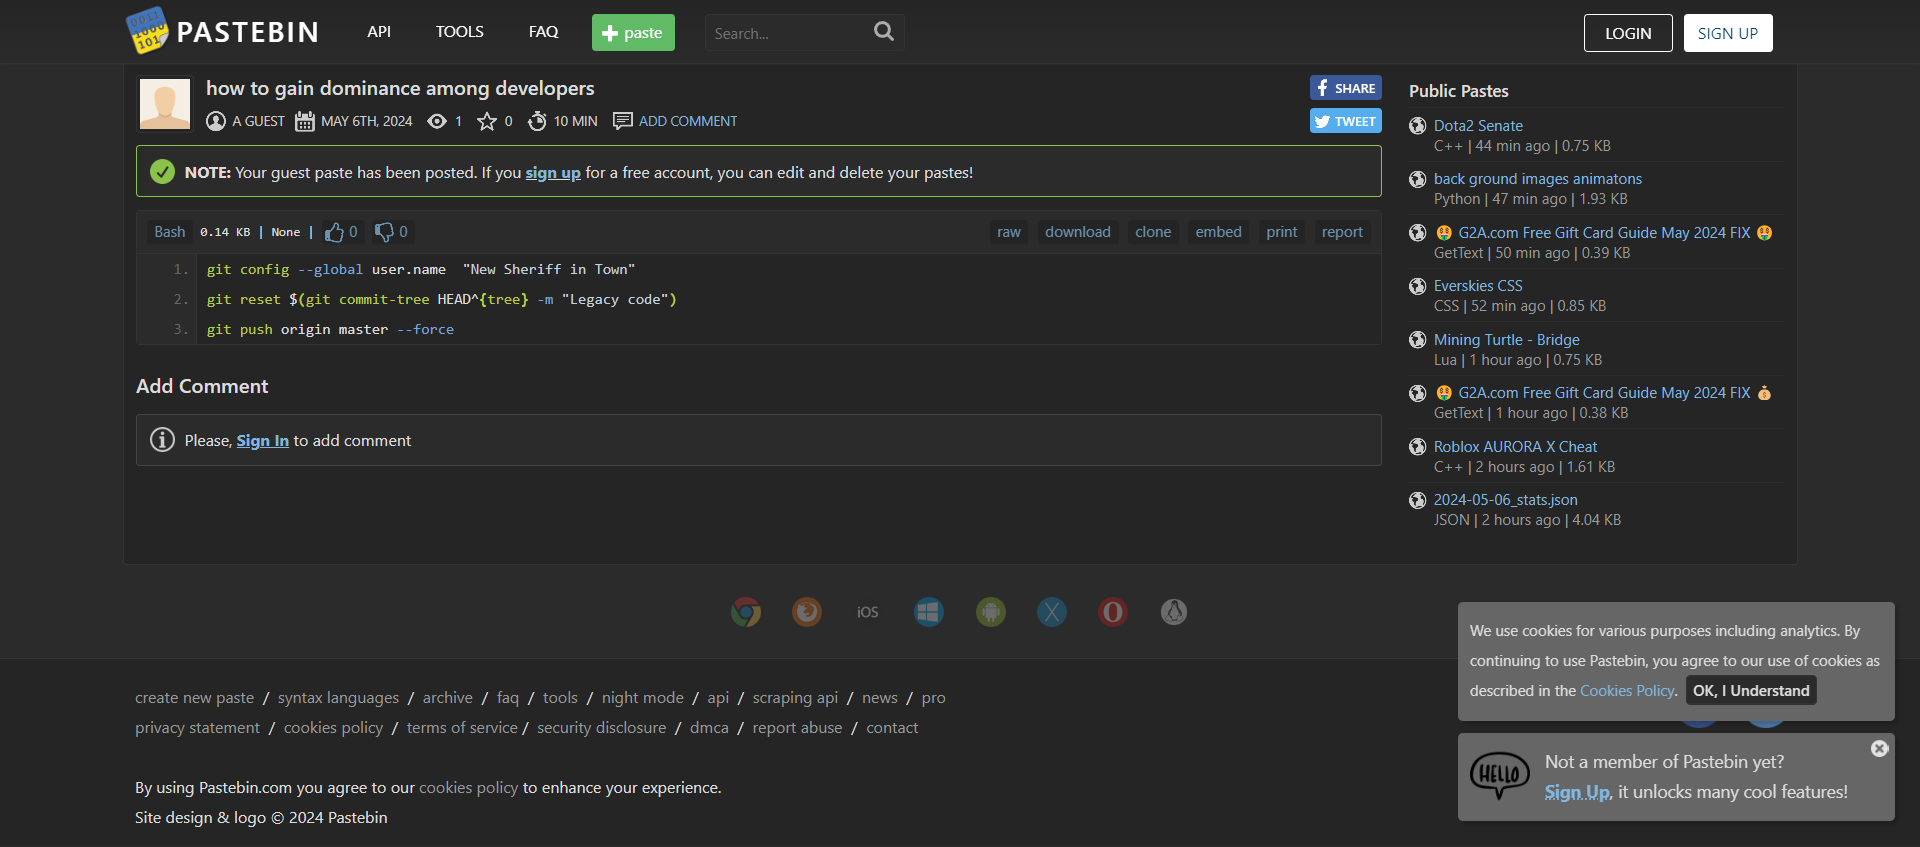 PASTEBIN
API
TOOLS
FAQ
paste
Search...
LOGIN
SIGN UP
how to gain dominance among developers
A GUEST
MAY 6TH, 2024
1
0
10 MIN
ADD COMMENT
SHARE
TWEET
NOTE: Your guest paste has been posted. If you sign up for a free account, you can edit and delete your pastes!
Bash
0.14 KB | None |
0
0
raw
download
clone
embed
print
report
1. git config --global user.name  "New Sheriff in Town"
2. git reset $(git commit-tree HEAD^{tree} -m "Legacy code")
3. git push origin master --force
Add Comment
Please, Sign In to add comment
Public Pastes
Dota2 Senate
C++ | 44 min ago | 0.75 KB
back ground images animatons
Python | 47 min ago | 1.93 KB
🤑 G2A.com Free Gift Card Guide May 2024 FIX 🤑
GetText | 50 min ago | 0.39 KB
Everskies CSS
CSS | 52 min ago | 0.85 KB
Mining Turtle - Bridge
Lua | 1 hour ago | 0.75 KB
🤑 G2A.com Free Gift Card Guide May 2024 FIX 💰
GetText | 1 hour ago | 0.38 KB
Roblox AURORA X Cheat
C++ | 2 hours ago | 1.61 KB
2024-05-06_stats.json
JSON | 2 hours ago | 4.04 KB
iOS
create new paste / syntax languages / archive / faq / tools / night mode / api / scraping api / news / pro
privacy statement / cookies policy / terms of service / security disclosure / dmca / report abuse / contact
By using Pastebin.com you agree to our cookies policy to enhance your experience.
Site design & logo © 2024 Pastebin
We use cookies for various purposes including analytics. By
continuing to use Pastebin, you agree to our use of cookies as
described in the Cookies Policy. OK, I Understand
HELLO
Not a member of Pastebin yet?
Sign Up, it unlocks many cool features!